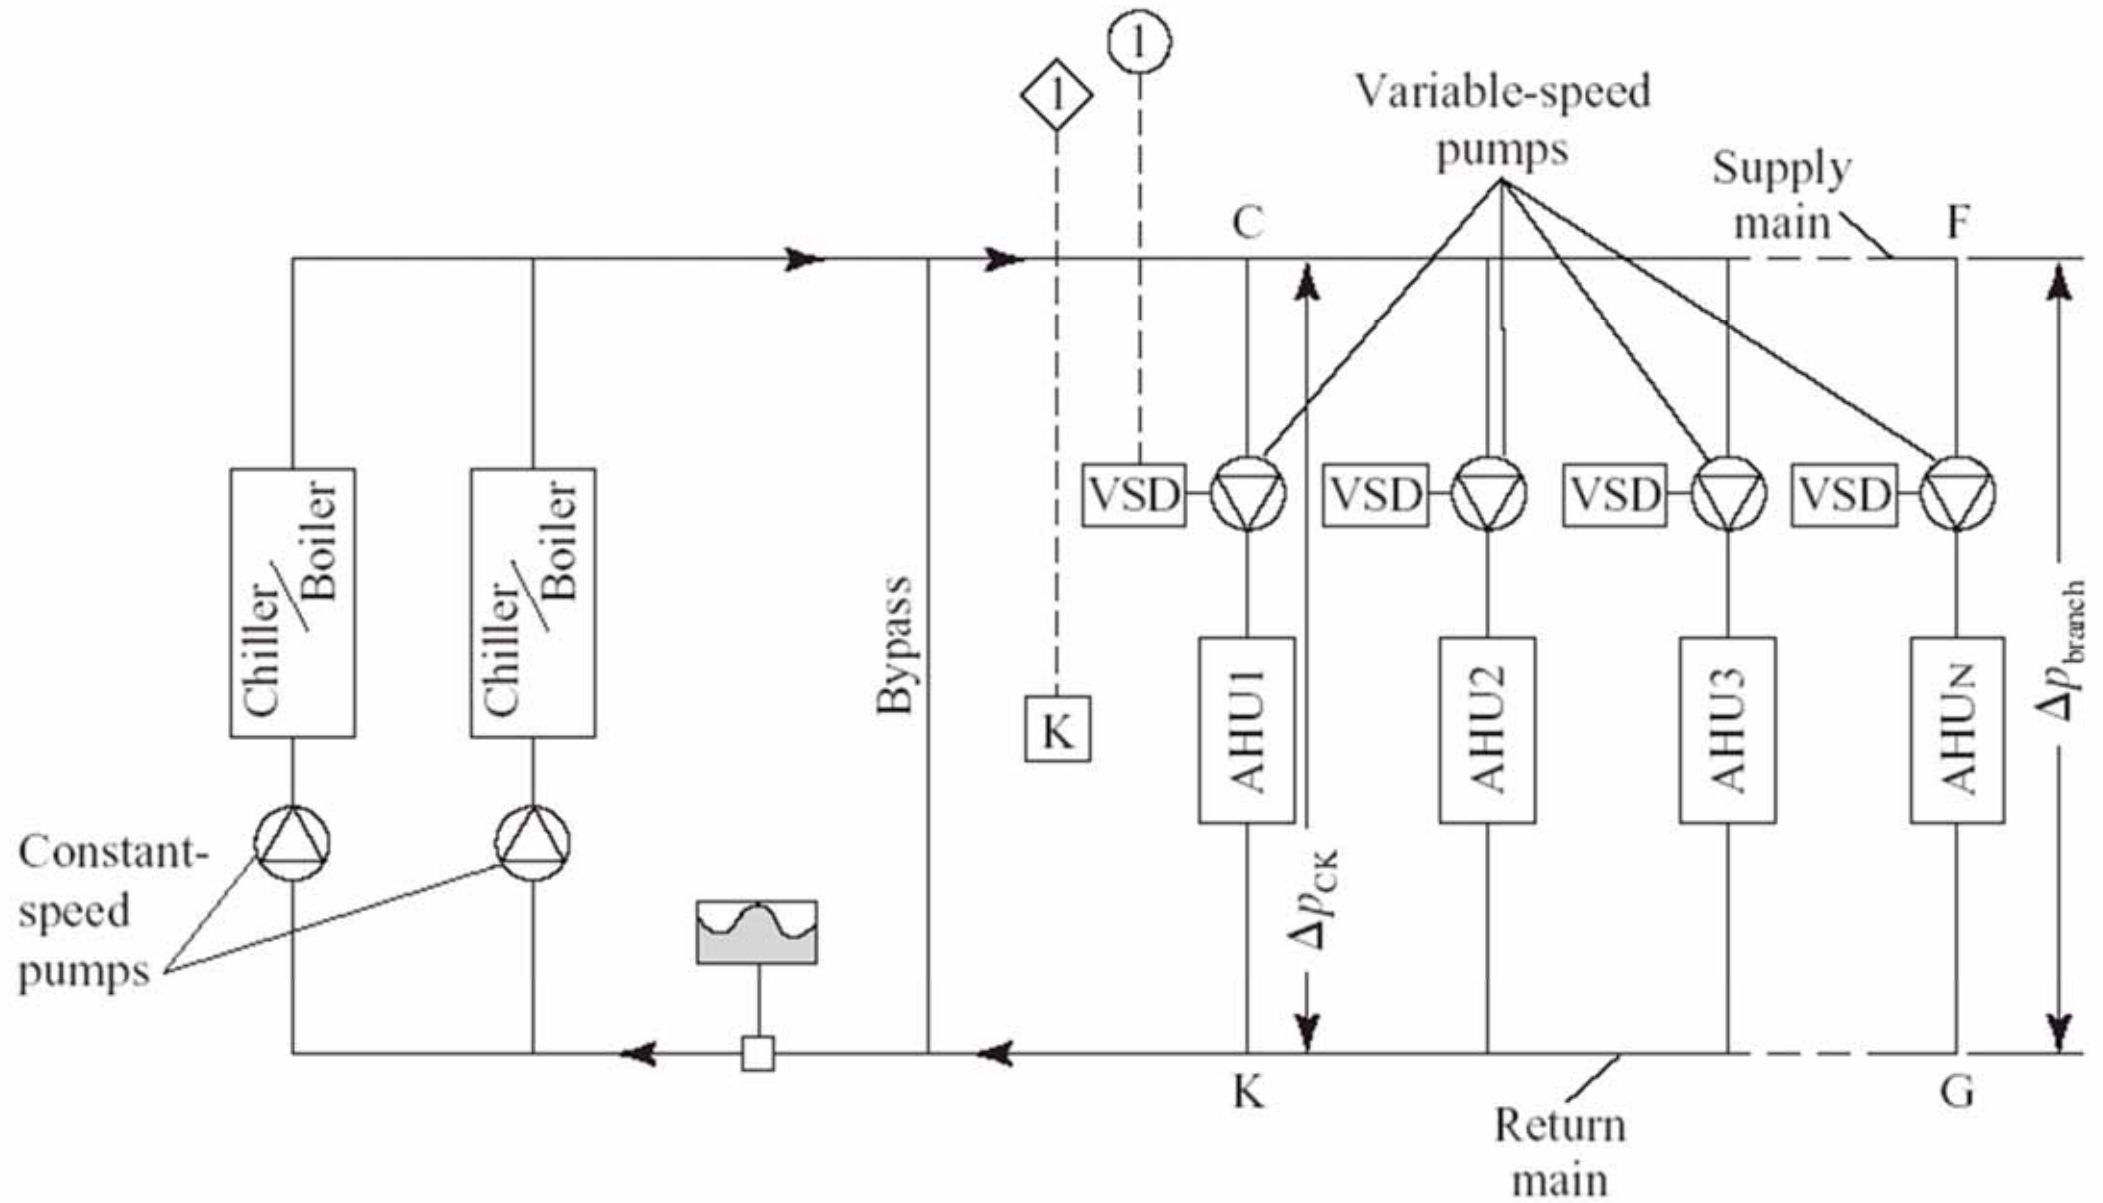 1
1
Variable-speed
pumps
Supply
main
C
F
VSD
VSD
VSD
VSD
Chiller
Boiler
Chiller
Boiler
Bypass
K
AHU1
AHU2
AHU3
AHUN
Δpbranch
ΔpCK
Constant-
speed
pumps
K
G
Return
main